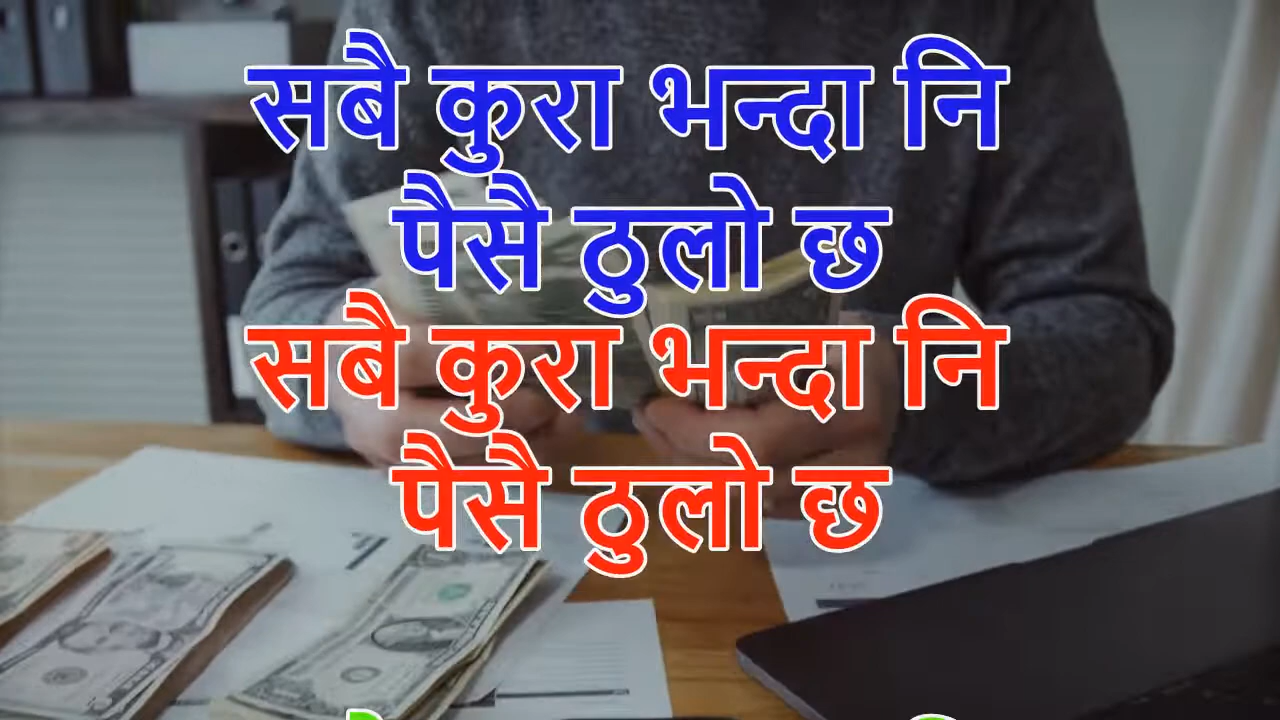 सबै कुरा भन्दा नि
पैसै ठुलो छ
सबै कुरा भन्दा नि
पैसै ठुलो छ